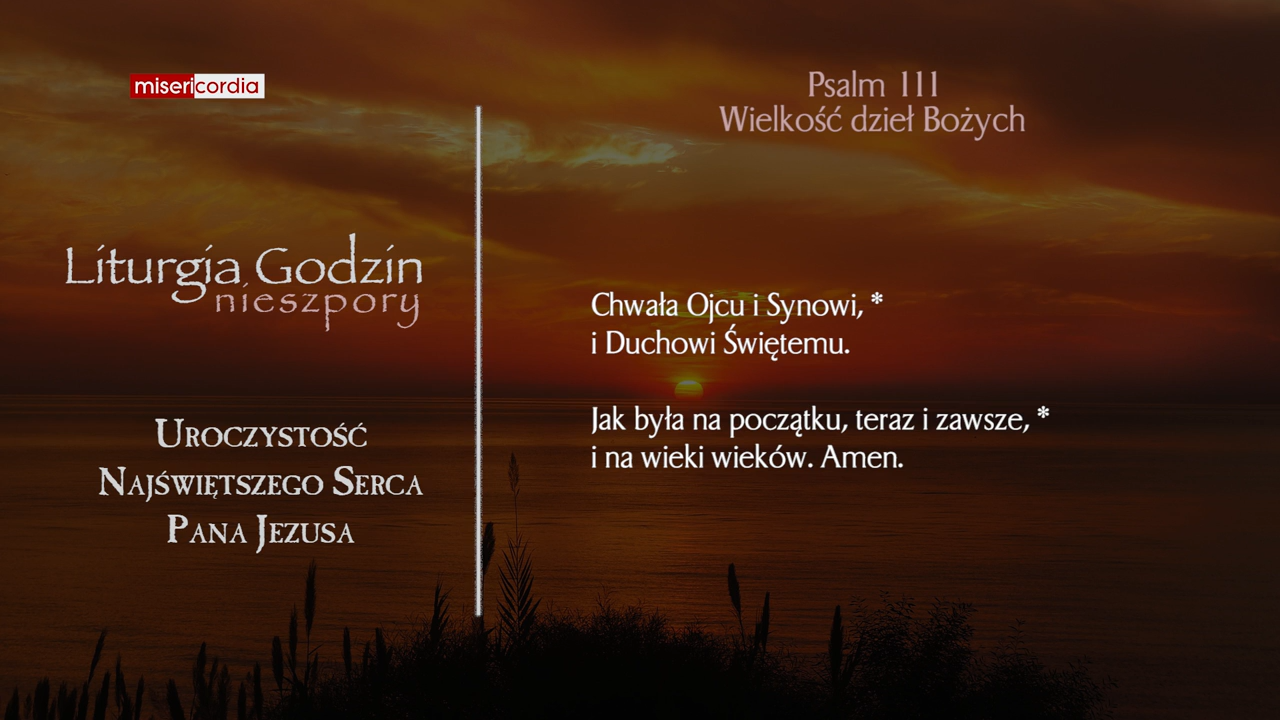 misericordia
Liturgia Godzin
nieszpory
Uroczystość
Najświętszego Serca
Pana Jezusa
Psalm 111
Wielkość dzieł Bożych
Chwała Ojcu i Synowi, *
i Duchowi Świętemu.
Jak była na początku, teraz i zawsze, *
i na wieki wieków. Amen.